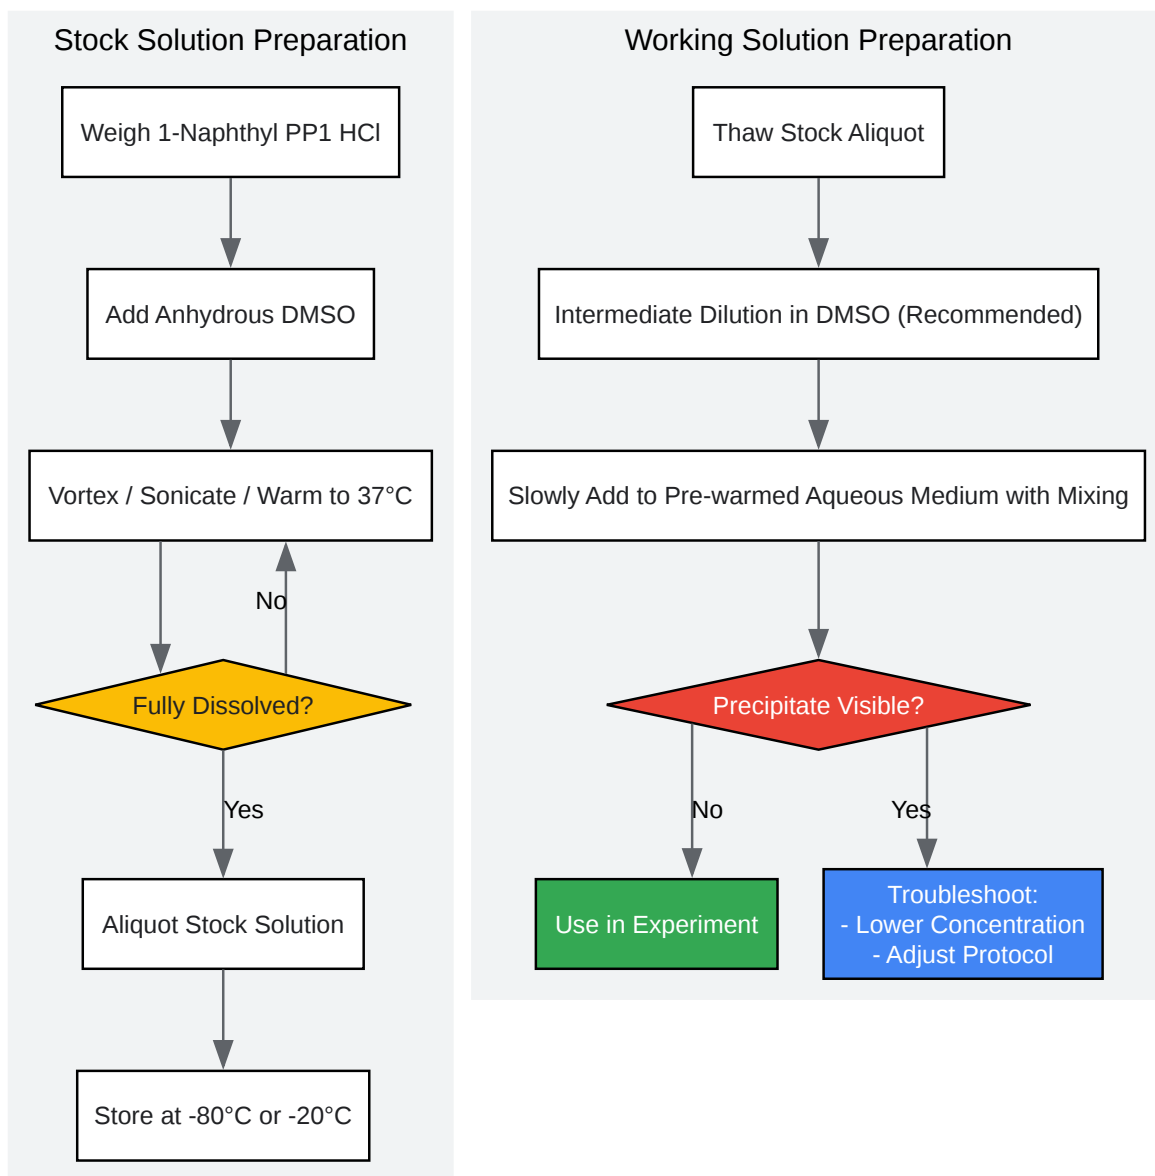 Stock Solution Preparation
Weigh 1-Naphthyl PP1 HCl
Add Anhydrous DMSO
Vortex / Sonicate / Warm to 37°C
No
Fully Dissolved?
Yes
Aliquot Stock Solution
Store at -80°C or -20°C
Working Solution Preparation
Thaw Stock Aliquot
Intermediate Dilution in DMSO (Recommended)
Slowly Add to Pre-warmed Aqueous Medium with Mixing
Precipitate Visible?
No
Yes
Use in Experiment
Troubleshoot:
- Lower Concentration
- Adjust Protocol